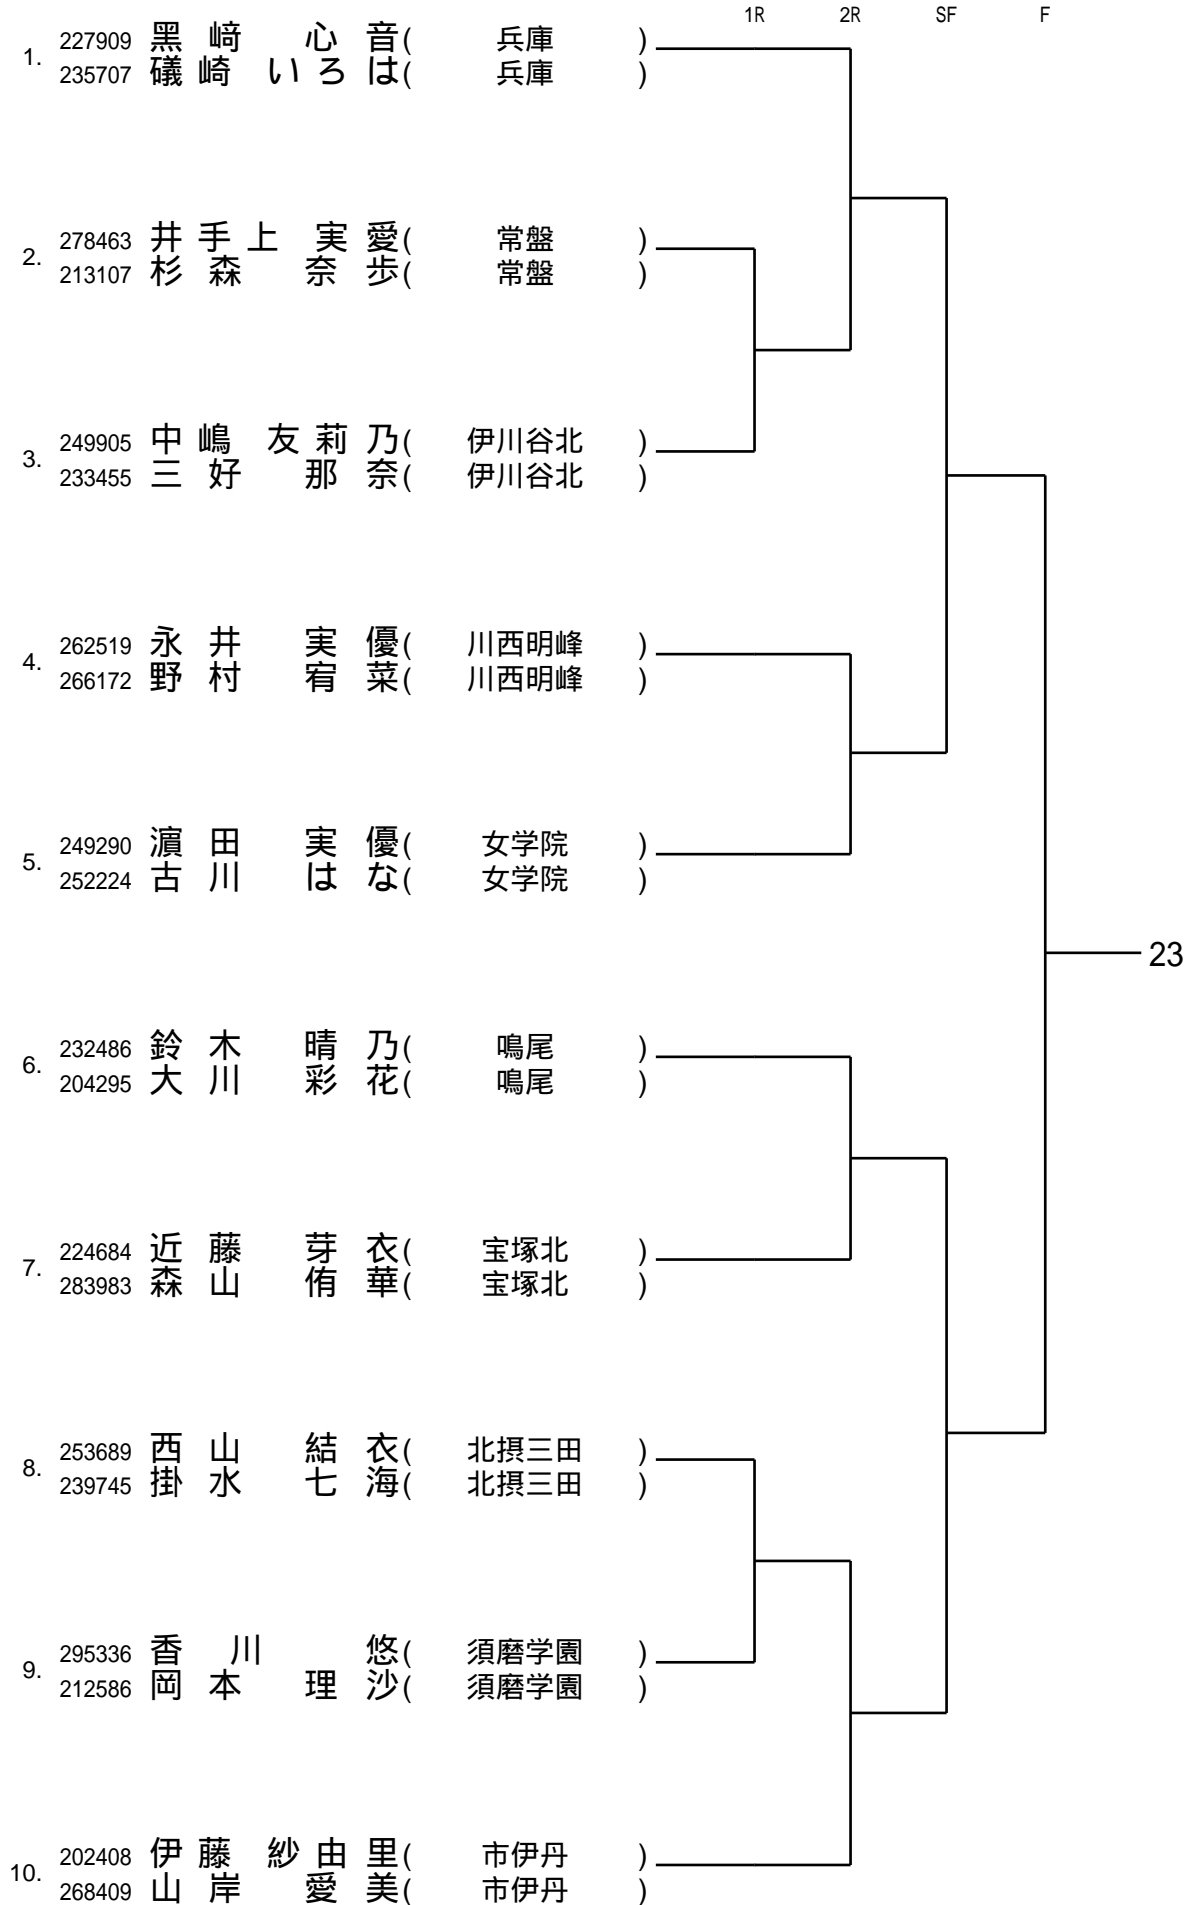 1R 2R SF F
1. 227909 黑﨑 心音( 兵庫 )
235707 礒崎 いろは( 兵庫 )
2. 278463 井手上 実愛( 常盤 )
213107 杉森 奈歩( 常盤 )
3. 249905 中嶋 友莉乃( 伊川谷北 )
233455 三好 那奈( 伊川谷北 )
4. 262519 永井 実優( 川西明峰 )
266172 野村 宥菜( 川西明峰 )
5. 249290 濵田 実優( 女学院 )
252224 古川 はな( 女学院 )
23
6. 232486 鈴木 晴乃( 鳴尾 )
204295 大川 彩花( 鳴尾 )
7. 224684 近藤 芽衣( 宝塚北 )
283983 森山 侑華( 宝塚北 )
8. 253689 西山 結衣( 北摂三田 )
239745 掛水 七海( 北摂三田 )
9. 295336 香川 悠( 須磨学園 )
212586 岡本 理沙( 須磨学園 )
10. 202408 伊藤 紗由里( 市伊丹 )
268409 山岸 愛美( 市伊丹 )